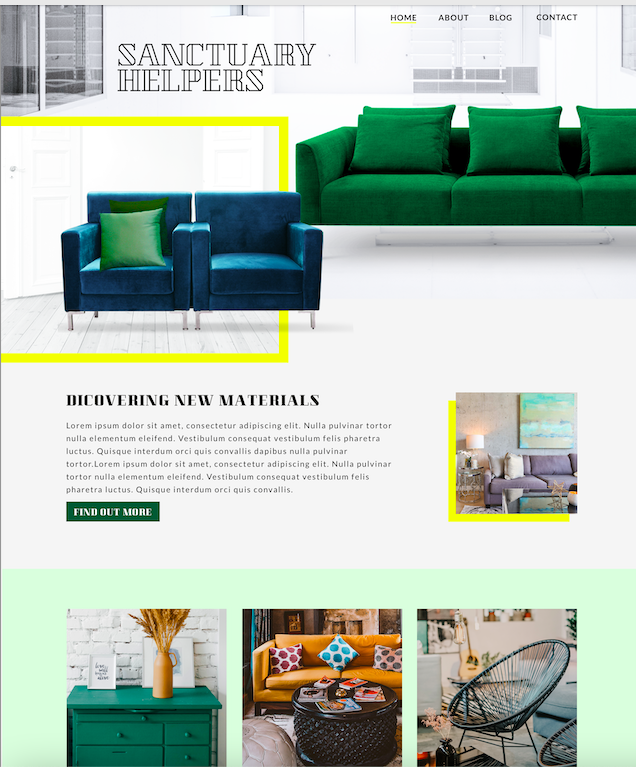 HOME ABOUT BLOG CONTACT
SANCTUARY
HELPERS
DICOVERING NEW MATERIALS
Lorem ipsum dolor sit amet, consectetur adipiscing elit. Nulla pulvinar tortor
nulla elementum eleifend. Vestibulum consequat vestibulum felis pharetra
luctus. Quisque interdum orci quis convallis dapibus nulla pulvinar
tortor.Lorem ipsum dolor sit amet, consectetur adipiscing elit. Nulla pulvinar
tortor nulla elementum eleifend. Vestibulum consequat vestibulum felis
pharetra luctus. Quisque interdum orci quis convallis.
FIND OUT MORE